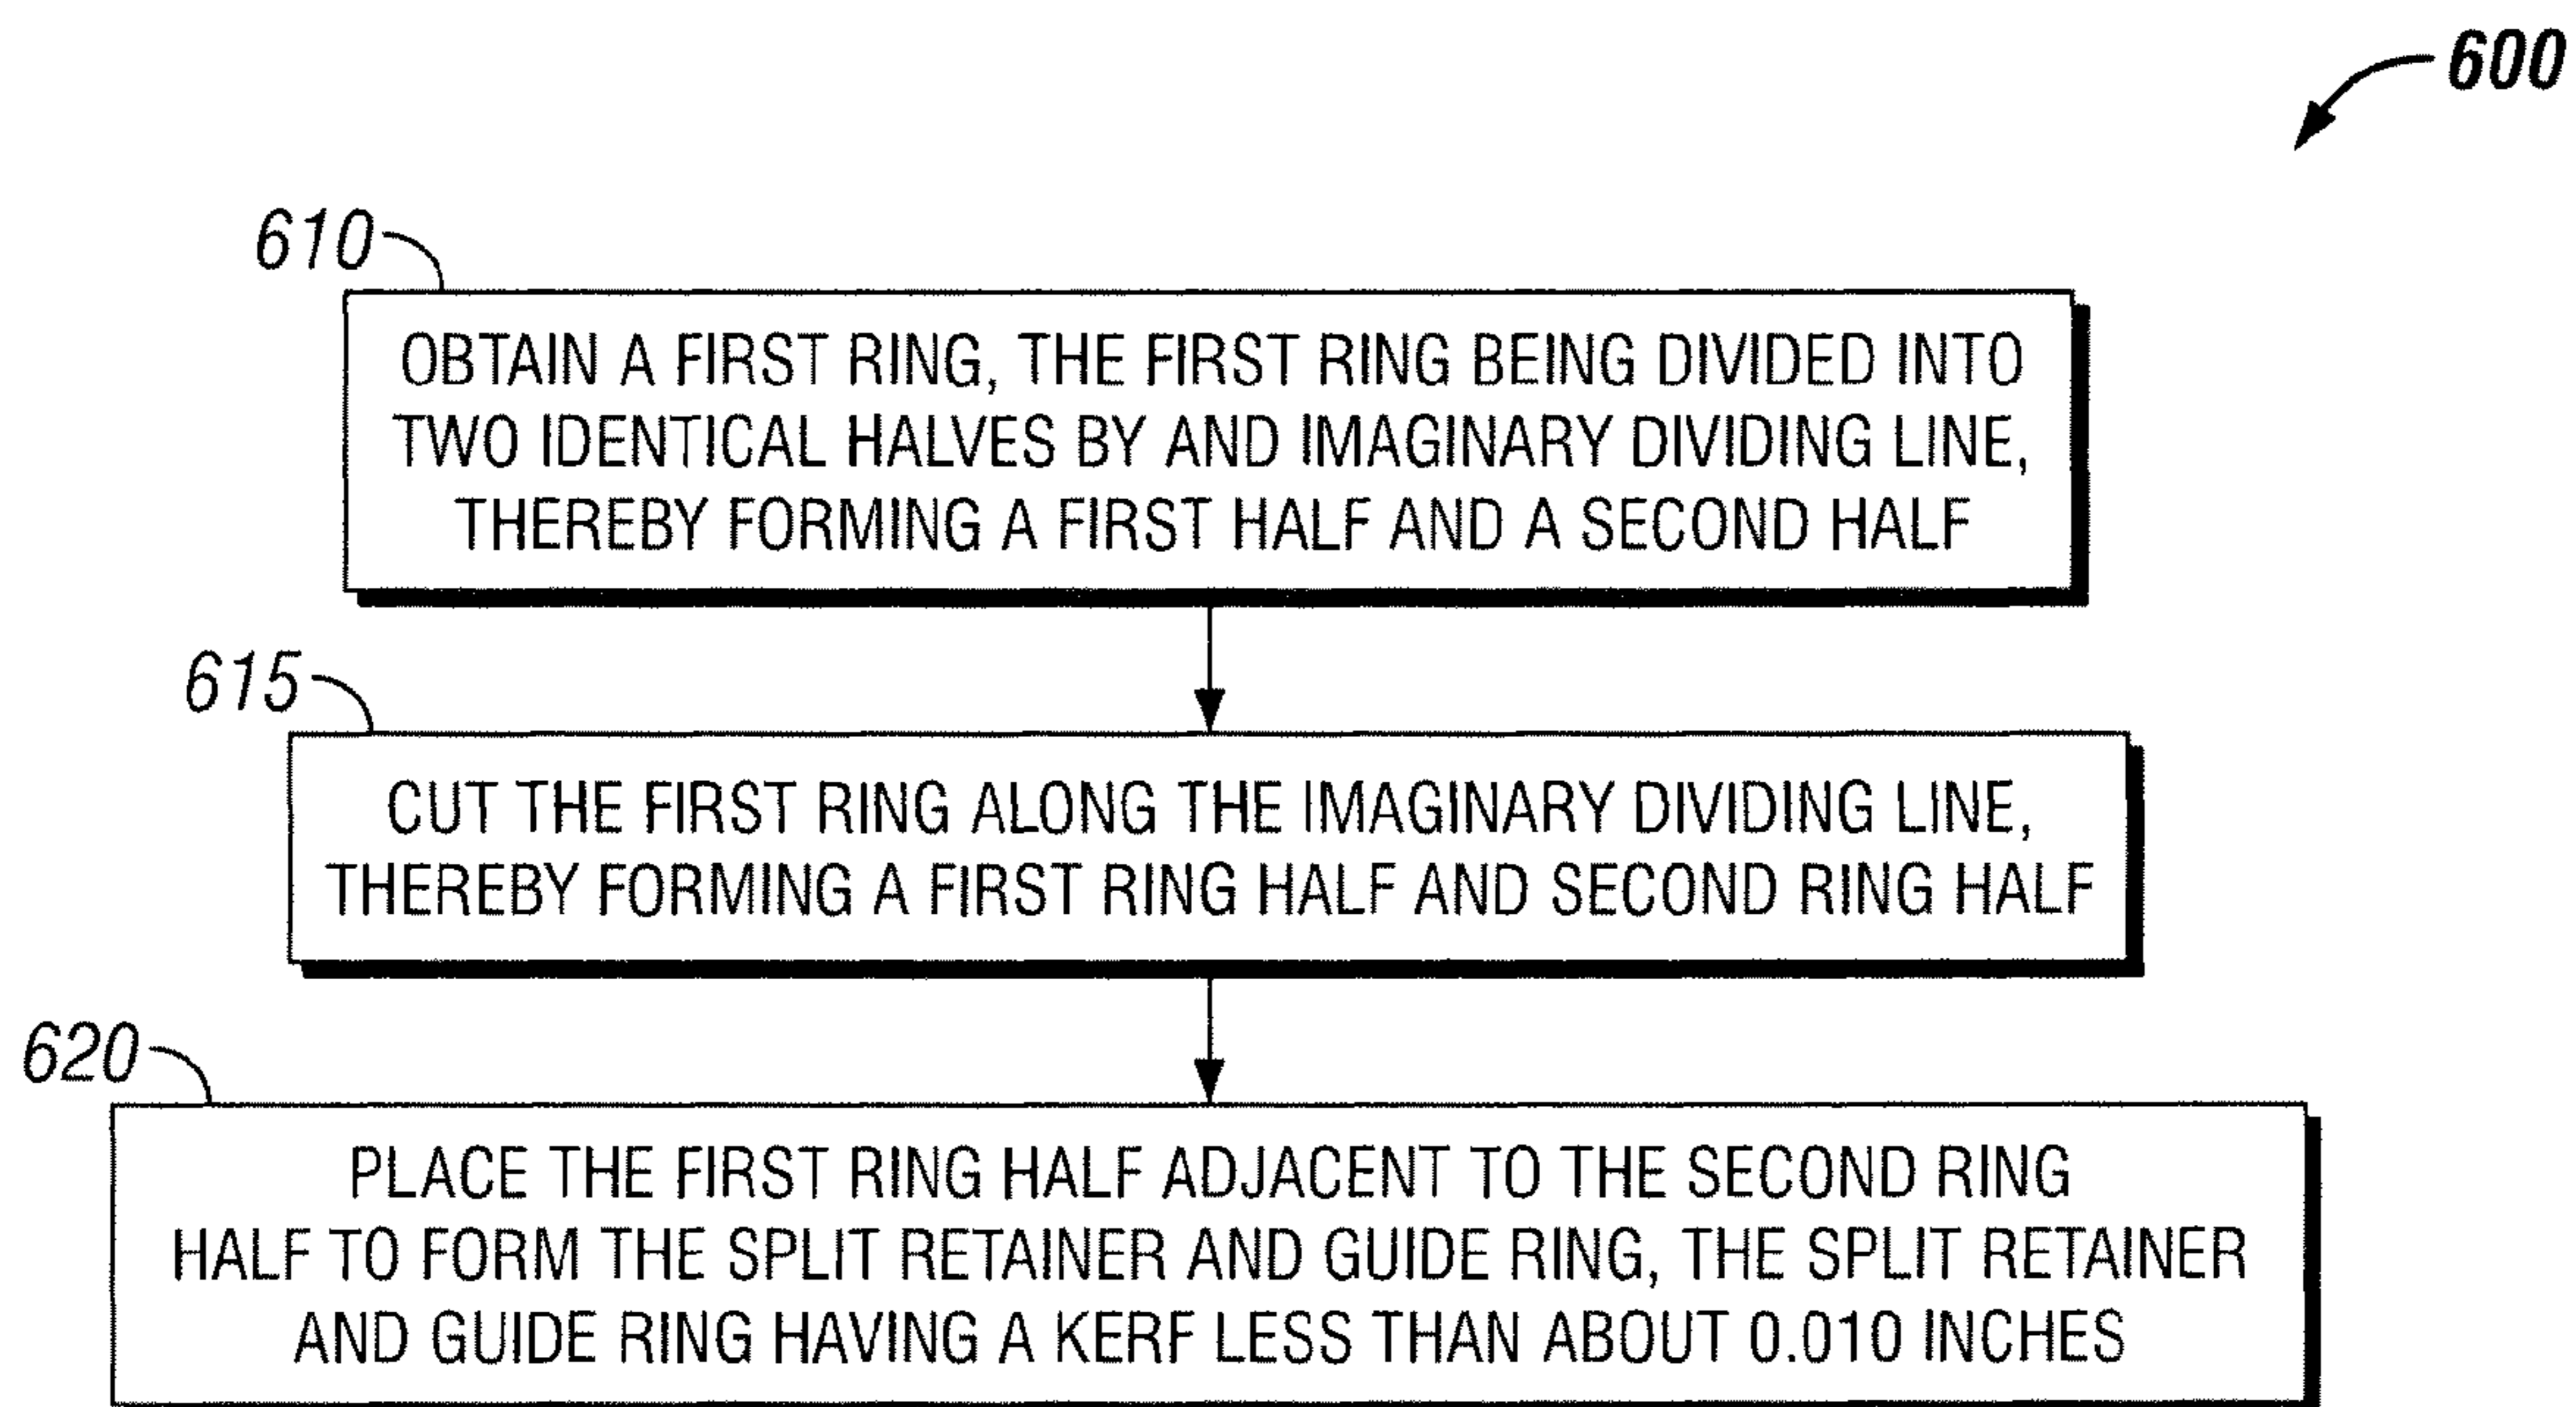 600
610
OBTAIN A FIRST RING, THE FIRST RING BEING DIVIDED INTO
TWO IDENTICAL HALVES BY AND IMAGINARY DIVIDING LINE,
THEREBY FORMING A FIRST HALF AND A SECOND HALF
615
CUT THE FIRST RING ALONG THE IMAGINARY DIVIDING LINE,
THEREBY FORMING A FIRST RING HALF AND SECOND RING HALF
620
PLACE THE FIRST RING HALF ADJACENT TO THE SECOND RING
HALF TO FORM THE SPLIT RETAINER AND GUIDE RING, THE SPLIT RETAINER
AND GUIDE RING HAVING A KERF LESS THAN ABOUT 0.010 INCHES